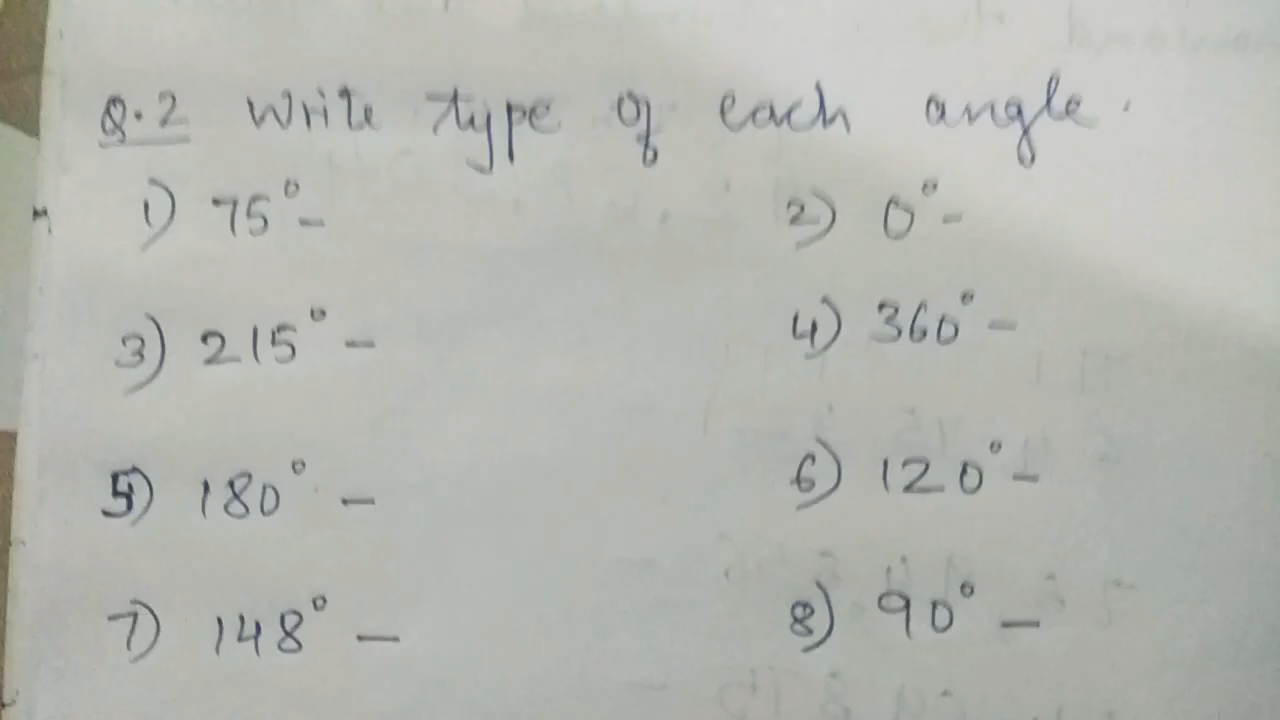 Q.2 Write type of each angle.
1) 75° – 2) 0° –
3) 215° – 4) 360° –
5) 180° – 6) 120° –
7) 148° – 8) 90° –